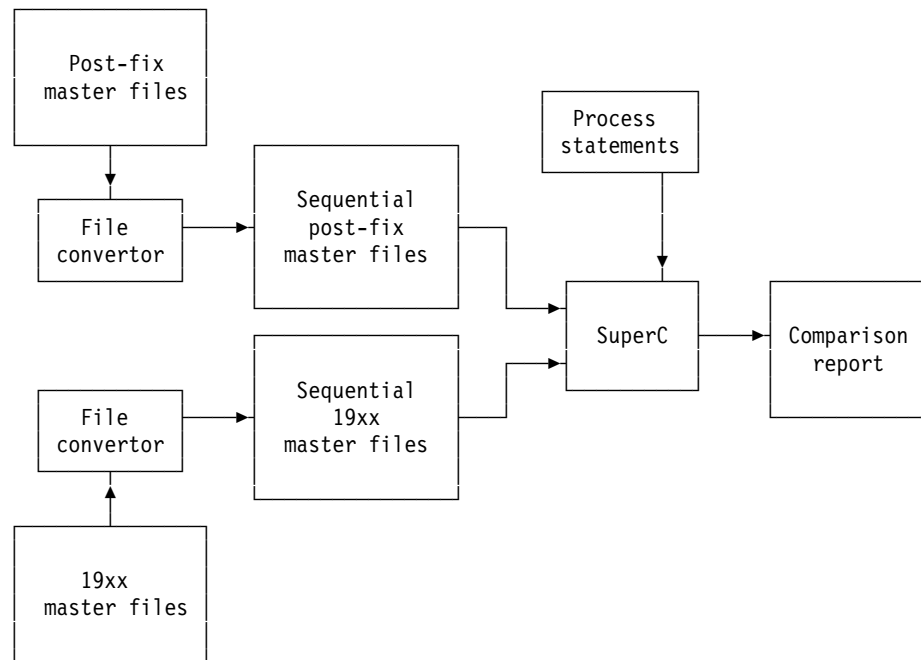 Post-fix
master files
Process
statements
File
convertor
Sequential
post-fix
master files
SuperC
Comparison
report
File
convertor
Sequential
19xx
master files
19xx
master files